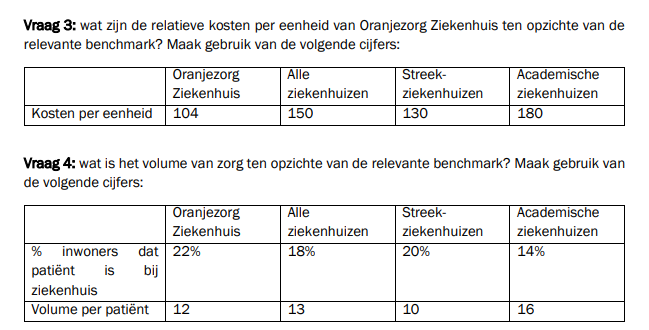 Vraag 3: wat zijn de relatieve kosten per eenheid van Oranjezorg Ziekenhuis ten opzichte van de
relevante benchmark? Maak gebruik van de volgende cijfers:
Oranjezorg Ziekenhuis
Alle ziekenhuizen
Streek-ziekenhuizen
Academische ziekenhuizen
Kosten per eenheid 104 150 130 180
Vraag 4: wat is het volume van zorg ten opzichte van de relevante benchmark? Maak gebruik van
de volgende cijfers:
Oranjezorg Ziekenhuis
Alle ziekenhuizen
Streek-ziekenhuizen
Academische ziekenhuizen
% inwoners dat
patiënt is bij
ziekenhuis
22% 18% 20% 14%
Volume per patiënt 12 13 10 16